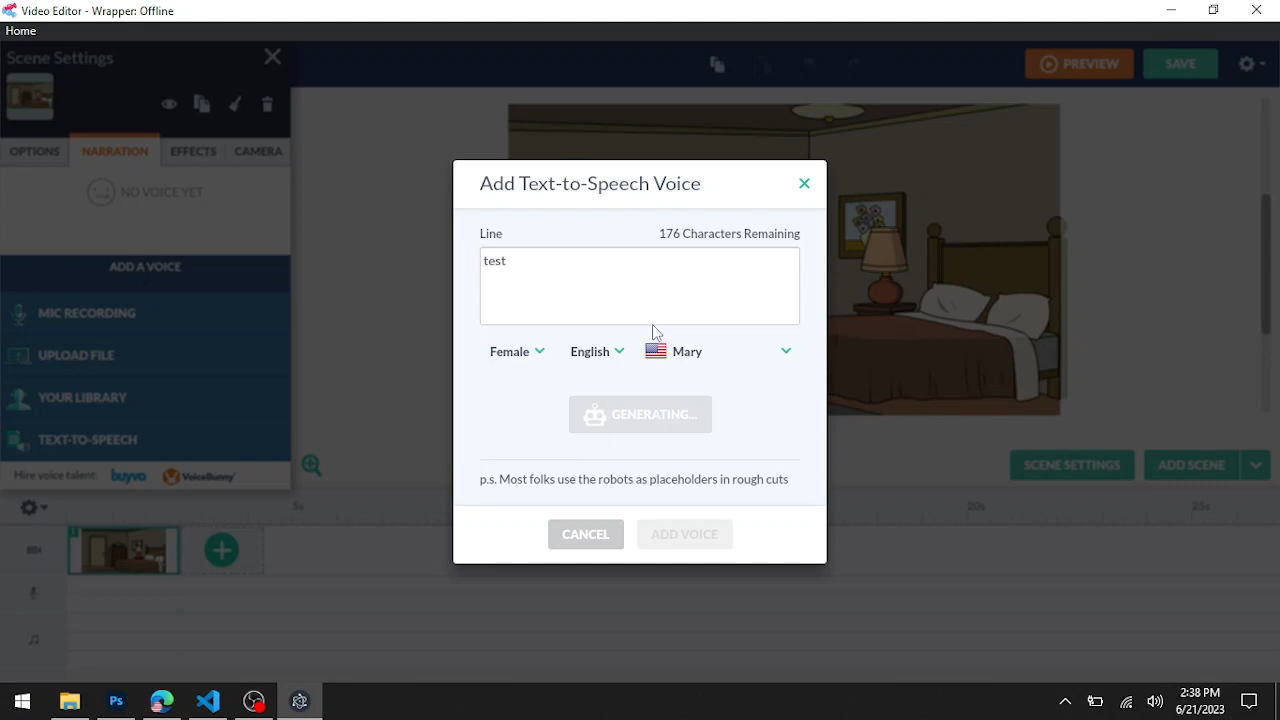 Video Editor - Wrapper: Offline
Home
Scene Settings
PREVIEW
SAVE
OPTIONS
NARRATION
EFFECTS
CAMERA
NO VOICE YET
ADD A VOICE
MIC RECORDING
UPLOAD FILE
YOUR LIBRARY
TEXT-TO-SPEECH
Hire voice talent: buyvo VoiceBunny
Add Text-to-Speech Voice
Line 176 Characters Remaining
test
Female English Mary
GENERATING...
p.s. Most folks use the robots as placeholders in rough cuts
CANCEL ADD VOICE
SCENE SETTINGS ADD SCENE
5s 20s 25s
1
2:38 PM
6/21/2023
Ps